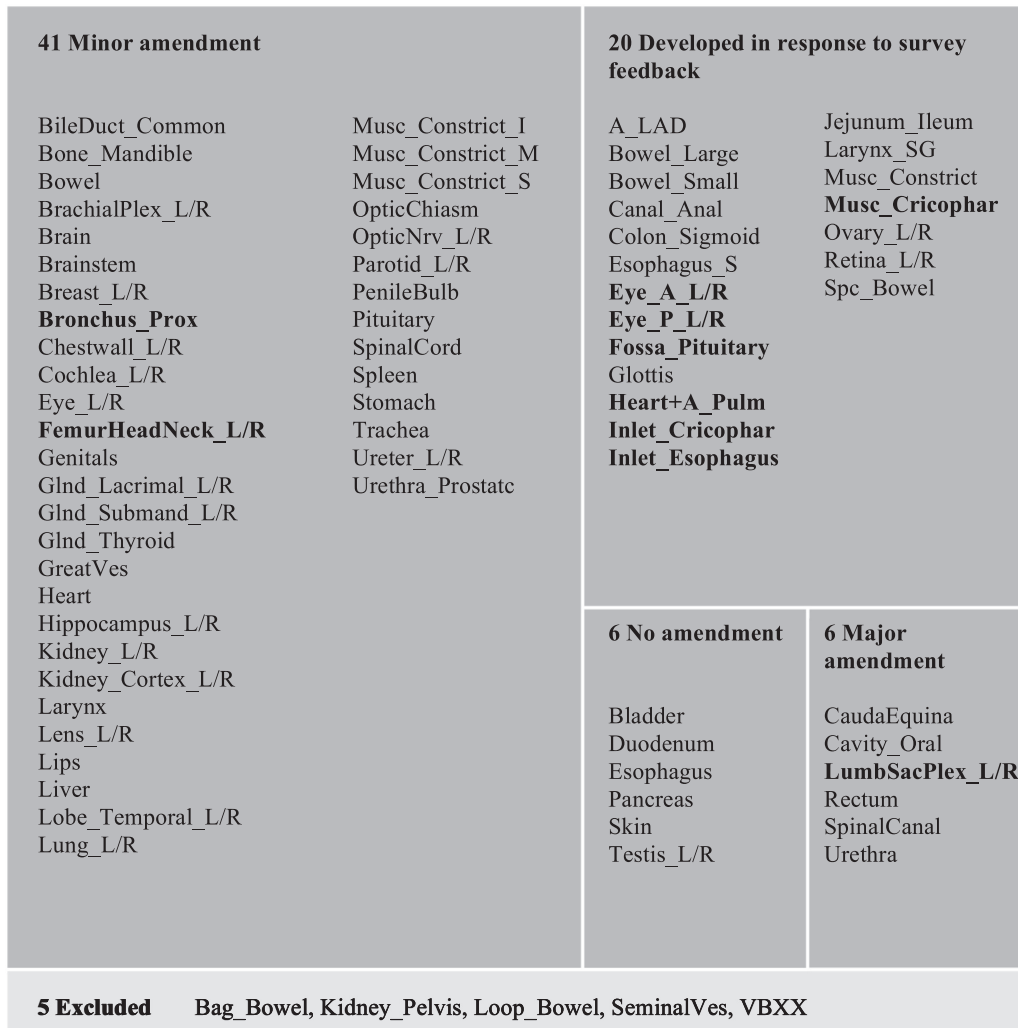 41 Minor amendment
BileDuct_Common
Bone_Mandible
Bowel
BrachialPlex_L/R
Brain
Brainstem
Breast_L/R
Bronchus_Prox
Chestwall_L/R
Cochlea_L/R
Eye_L/R
FemurHeadNeck_L/R
Genitals
Glnd_Lacrimal_L/R
Glnd_Submand_L/R
Glnd_Thyroid
GreatVes
Heart
Hippocampus_L/R
Kidney_L/R
Kidney_Cortex_L/R
Larynx
Lens_L/R
Lips
Liver
Lobe_Temporal_L/R
Lung_L/R
Musc_Constrict_I
Musc_Constrict_M
Musc_Constrict_S
OpticChiasm
OpticNrv_L/R
Parotid_L/R
PenileBulb
Pituitary
SpinalCord
Spleen
Stomach
Trachea
Ureter_L/R
Urethra_Prostatc
20 Developed in response to survey
feedback
A_LAD
Bowel_Large
Bowel_Small
Canal_Anal
Colon_Sigmoid
Esophagus_S
Eye_A_L/R
Eye_P_L/R
Fossa_Pituitary
Glottis
Heart+A_Pulm
Inlet_Cricophar
Inlet_Esophagus
Jejunum_Ileum
Larynx_SG
Musc_Constrict
Musc_Cricophar
Ovary_L/R
Retina_L/R
Spc_Bowel
6 No amendment
Bladder
Duodenum
Esophagus
Pancreas
Skin
Testis_L/R
6 Major
amendment
CaudaEquina
Cavity_Oral
LumbSacPlex_L/R
Rectum
SpinalCanal
Urethra
5 Excluded Bag_Bowel, Kidney_Pelvis, Loop_Bowel, SeminalVes, VBXX